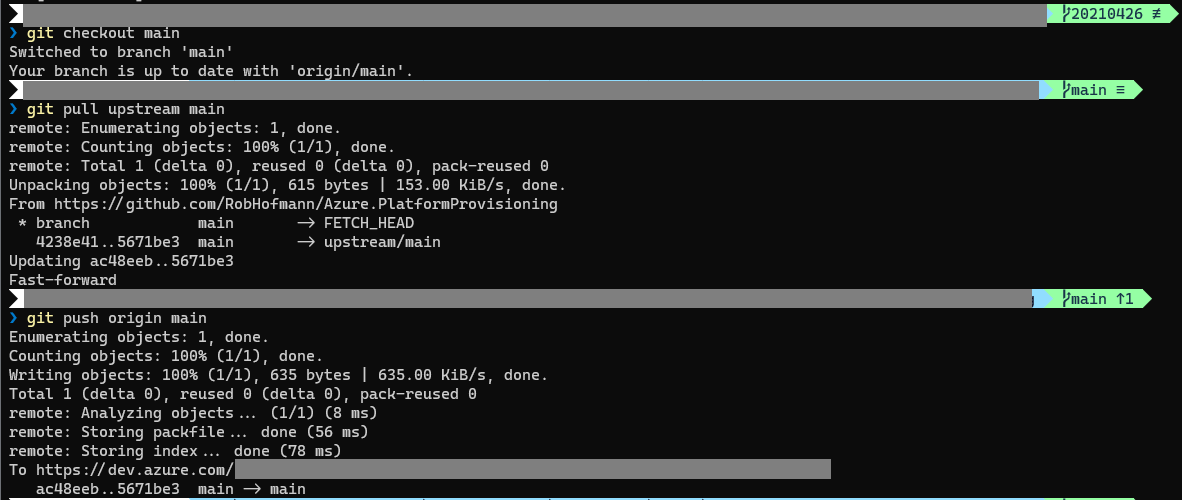 20210426 ≢
❯ git checkout main
Switched to branch 'main'
Your branch is up to date with 'origin/main'.
main ≡
❯ git pull upstream main
remote: Enumerating objects: 1, done.
remote: Counting objects: 100% (1/1), done.
remote: Total 1 (delta 0), reused 0 (delta 0), pack-reused 0
Unpacking objects: 100% (1/1), 615 bytes | 153.00 KiB/s, done.
From https://github.com/RobHofmann/Azure.PlatformProvisioning
 * branch            main       -> FETCH_HEAD
   4238e41..5671be3  main       -> upstream/main
Updating ac48eeb..5671be3
Fast-forward
main ↑1
❯ git push origin main
Enumerating objects: 1, done.
Counting objects: 100% (1/1), done.
Writing objects: 100% (1/1), 635 bytes | 635.00 KiB/s, done.
Total 1 (delta 0), reused 0 (delta 0), pack-reused 0
remote: Analyzing objects... (1/1) (8 ms)
remote: Storing packfile... done (56 ms)
remote: Storing index... done (78 ms)
To https://dev.azure.com/
   ac48eeb..5671be3  main -> main